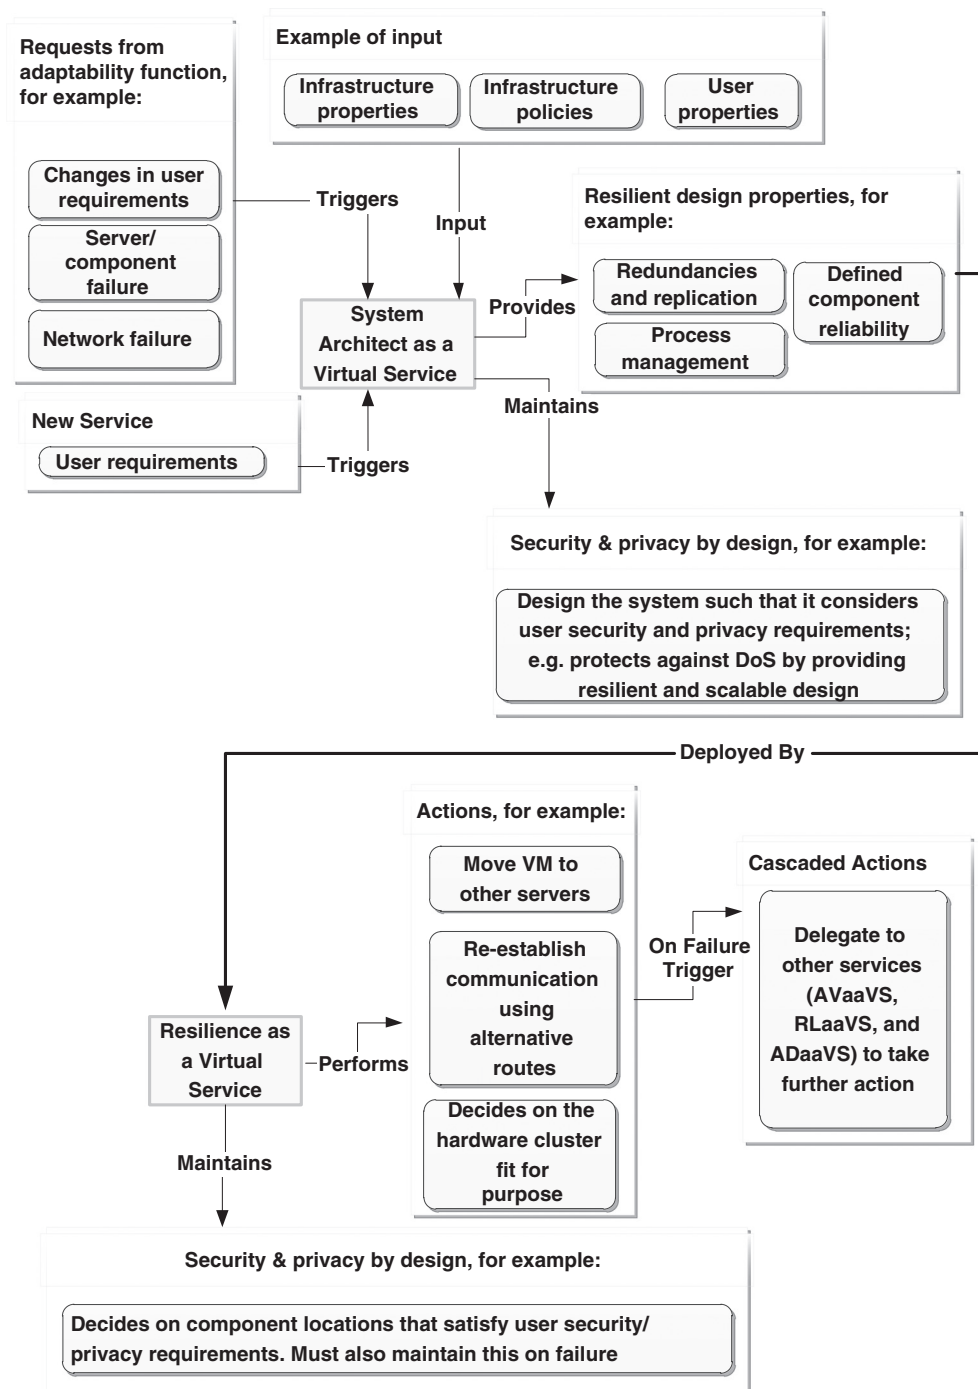 Requests from
adaptability function,
for example:
Changes in user
requirements
Server/
component
failure
Network failure
Example of input
Infrastructure
properties
Infrastructure
policies
User
properties
Triggers
Input
System
Architect as a
Virtual Service
Provides
Resilient design properties, for
example:
Redundancies
and replication
Defined
component
reliability
Process
management
New Service
User requirements
Triggers
Maintains
Security & privacy by design, for example:
Design the system such that it considers
user security and privacy requirements;
e.g. protects against DoS by providing
resilient and scalable design
Deployed By
Resilience as
a Virtual
Service
Performs
Actions, for example:
Move VM to
other servers
Re-establish
communication
using
alternative
routes
Decides on the
hardware cluster
fit for
purpose
On Failure
Trigger
Cascaded Actions
Delegate to
other services
(AVaaVS,
RLaaVS, and
ADaaVS) to take
further action
Maintains
Security & privacy by design, for example:
Decides on component locations that satisfy user security/
privacy requirements. Must also maintain this on failure